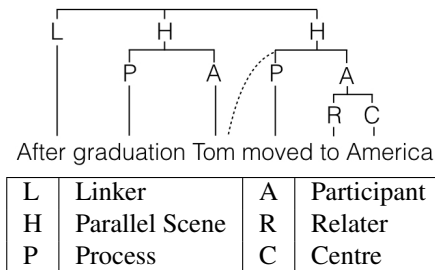 L H H
P A P A
R C
After graduation Tom moved to America
L Linker A Participant
H Parallel Scene R Relater
P Process C Centre